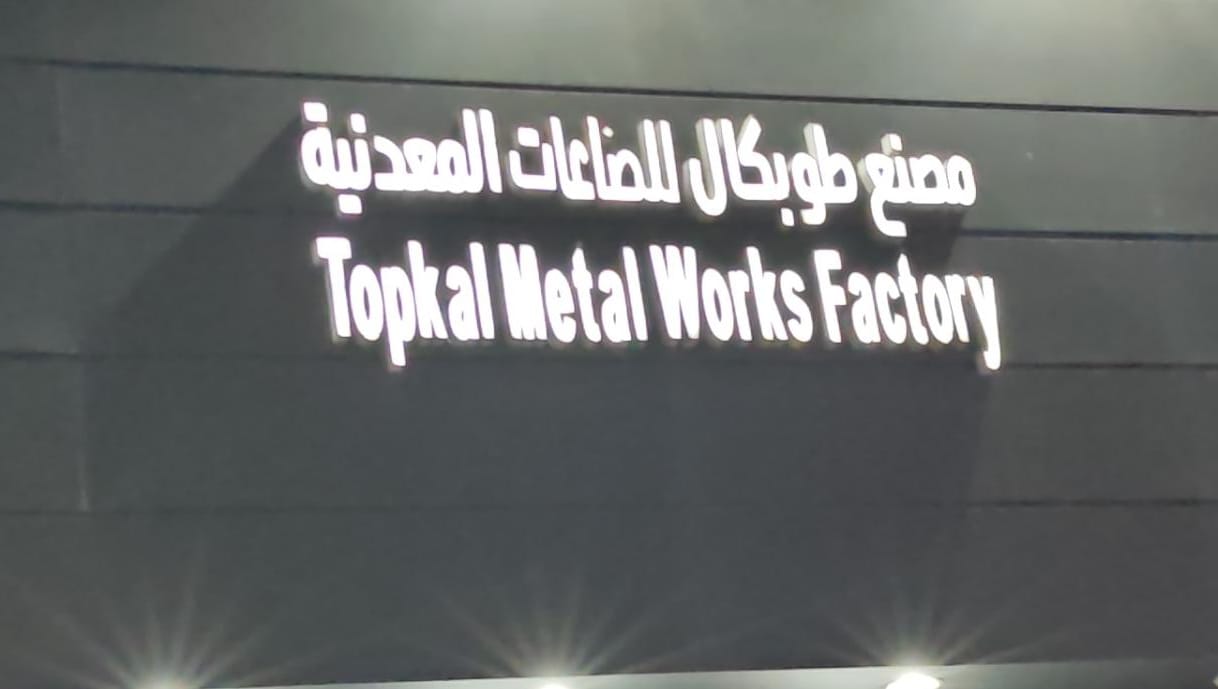 مصنع طوبكال للصناعات المعدنية
Topkal Metal Works Factory